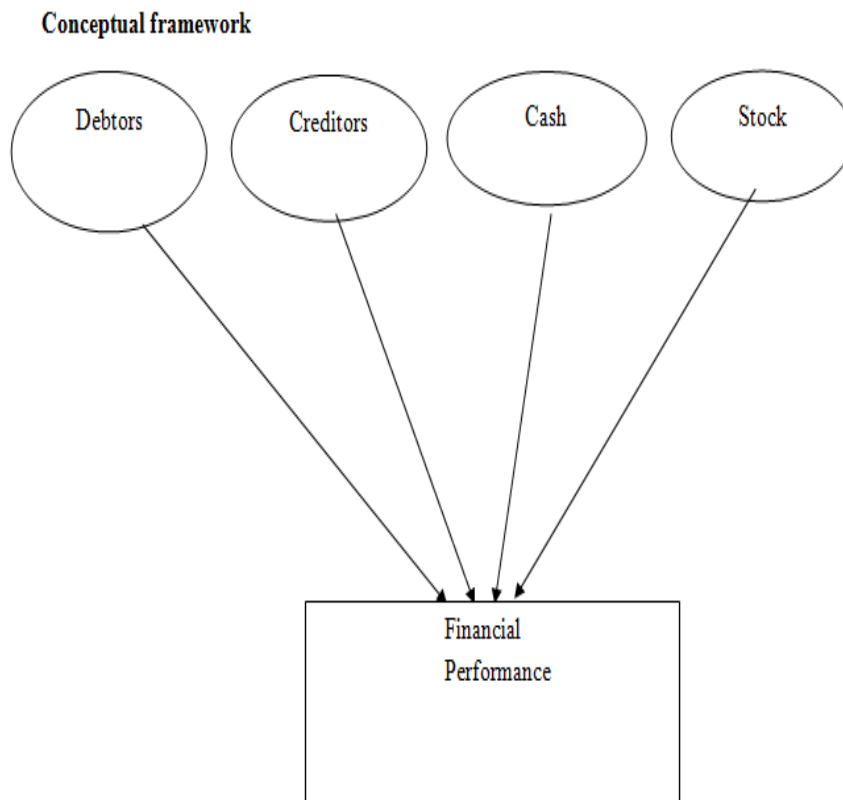 Conceptual framework
Debtors
Creditors
Cash
Stock
Financial
Performance